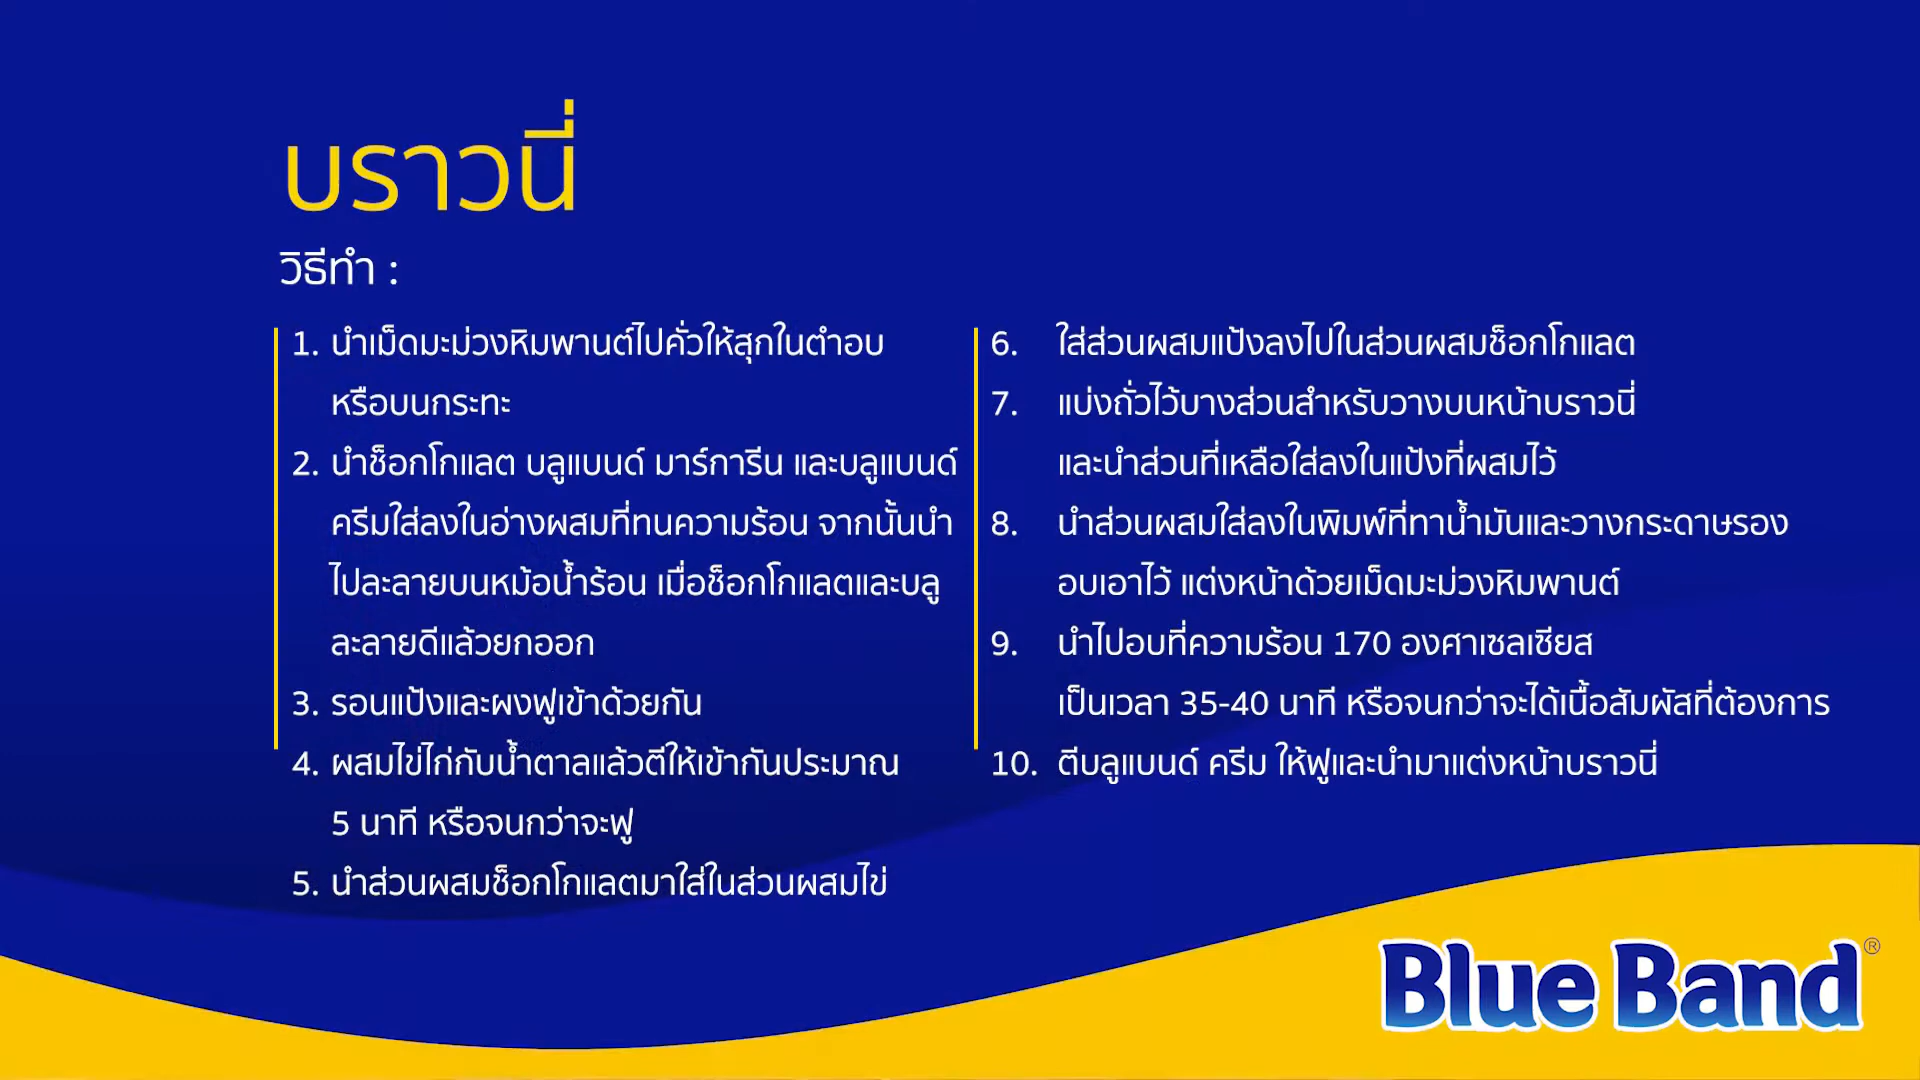 บราวนี่
วิธีทำ :
1. นำเม็ดมะม่วงหิมพานต์ไปคั่วให้สุกในตำอบ
หรือบนกระทะ
2. นำช็อกโกแลต บลูแบนด์ มาร์การีน และบลูแบนด์
ครีมใส่ลงในอ่างผสมที่ทนความร้อน จากนั้นนำ
ไปละลายบนหม้อน้ำร้อน เมื่อช็อกโกแลตและบลู
ละลายดีแล้วยกออก
3. รอนแป้งและผงฟูเข้าด้วยกัน
4. ผสมไข่ไก่กับน้ำตาลแล้วตีให้เข้ากันประมาณ
5 นาที หรือจนกว่าจะฟู
5. นำส่วนผสมช็อกโกแลตมาใส่ในส่วนผสมไข่
6. ใส่ส่วนผสมแป้งลงไปในส่วนผสมช็อกโกแลต
7. แบ่งถั่วไว้บางส่วนสำหรับวางบนหน้าบราวนี่
และนำส่วนที่เหลือใส่ลงในแป้งที่ผสมไว้
8. นำส่วนผสมใส่ลงในพิมพ์ที่ทาน้ำมันและวางกระดาษรอง
อบเอาไว้ แต่งหน้าด้วยเม็ดมะม่วงหิมพานต์
9. นำไปอบที่ความร้อน 170 องศาเซลเซียส
เป็นเวลา 35-40 นาที หรือจนกว่าจะได้เนื้อสัมผัสที่ต้องการ
10. ตีบลูแบนด์ ครีม ให้ฟูและนำมาแต่งหน้าบราวนี่
Blue Band®